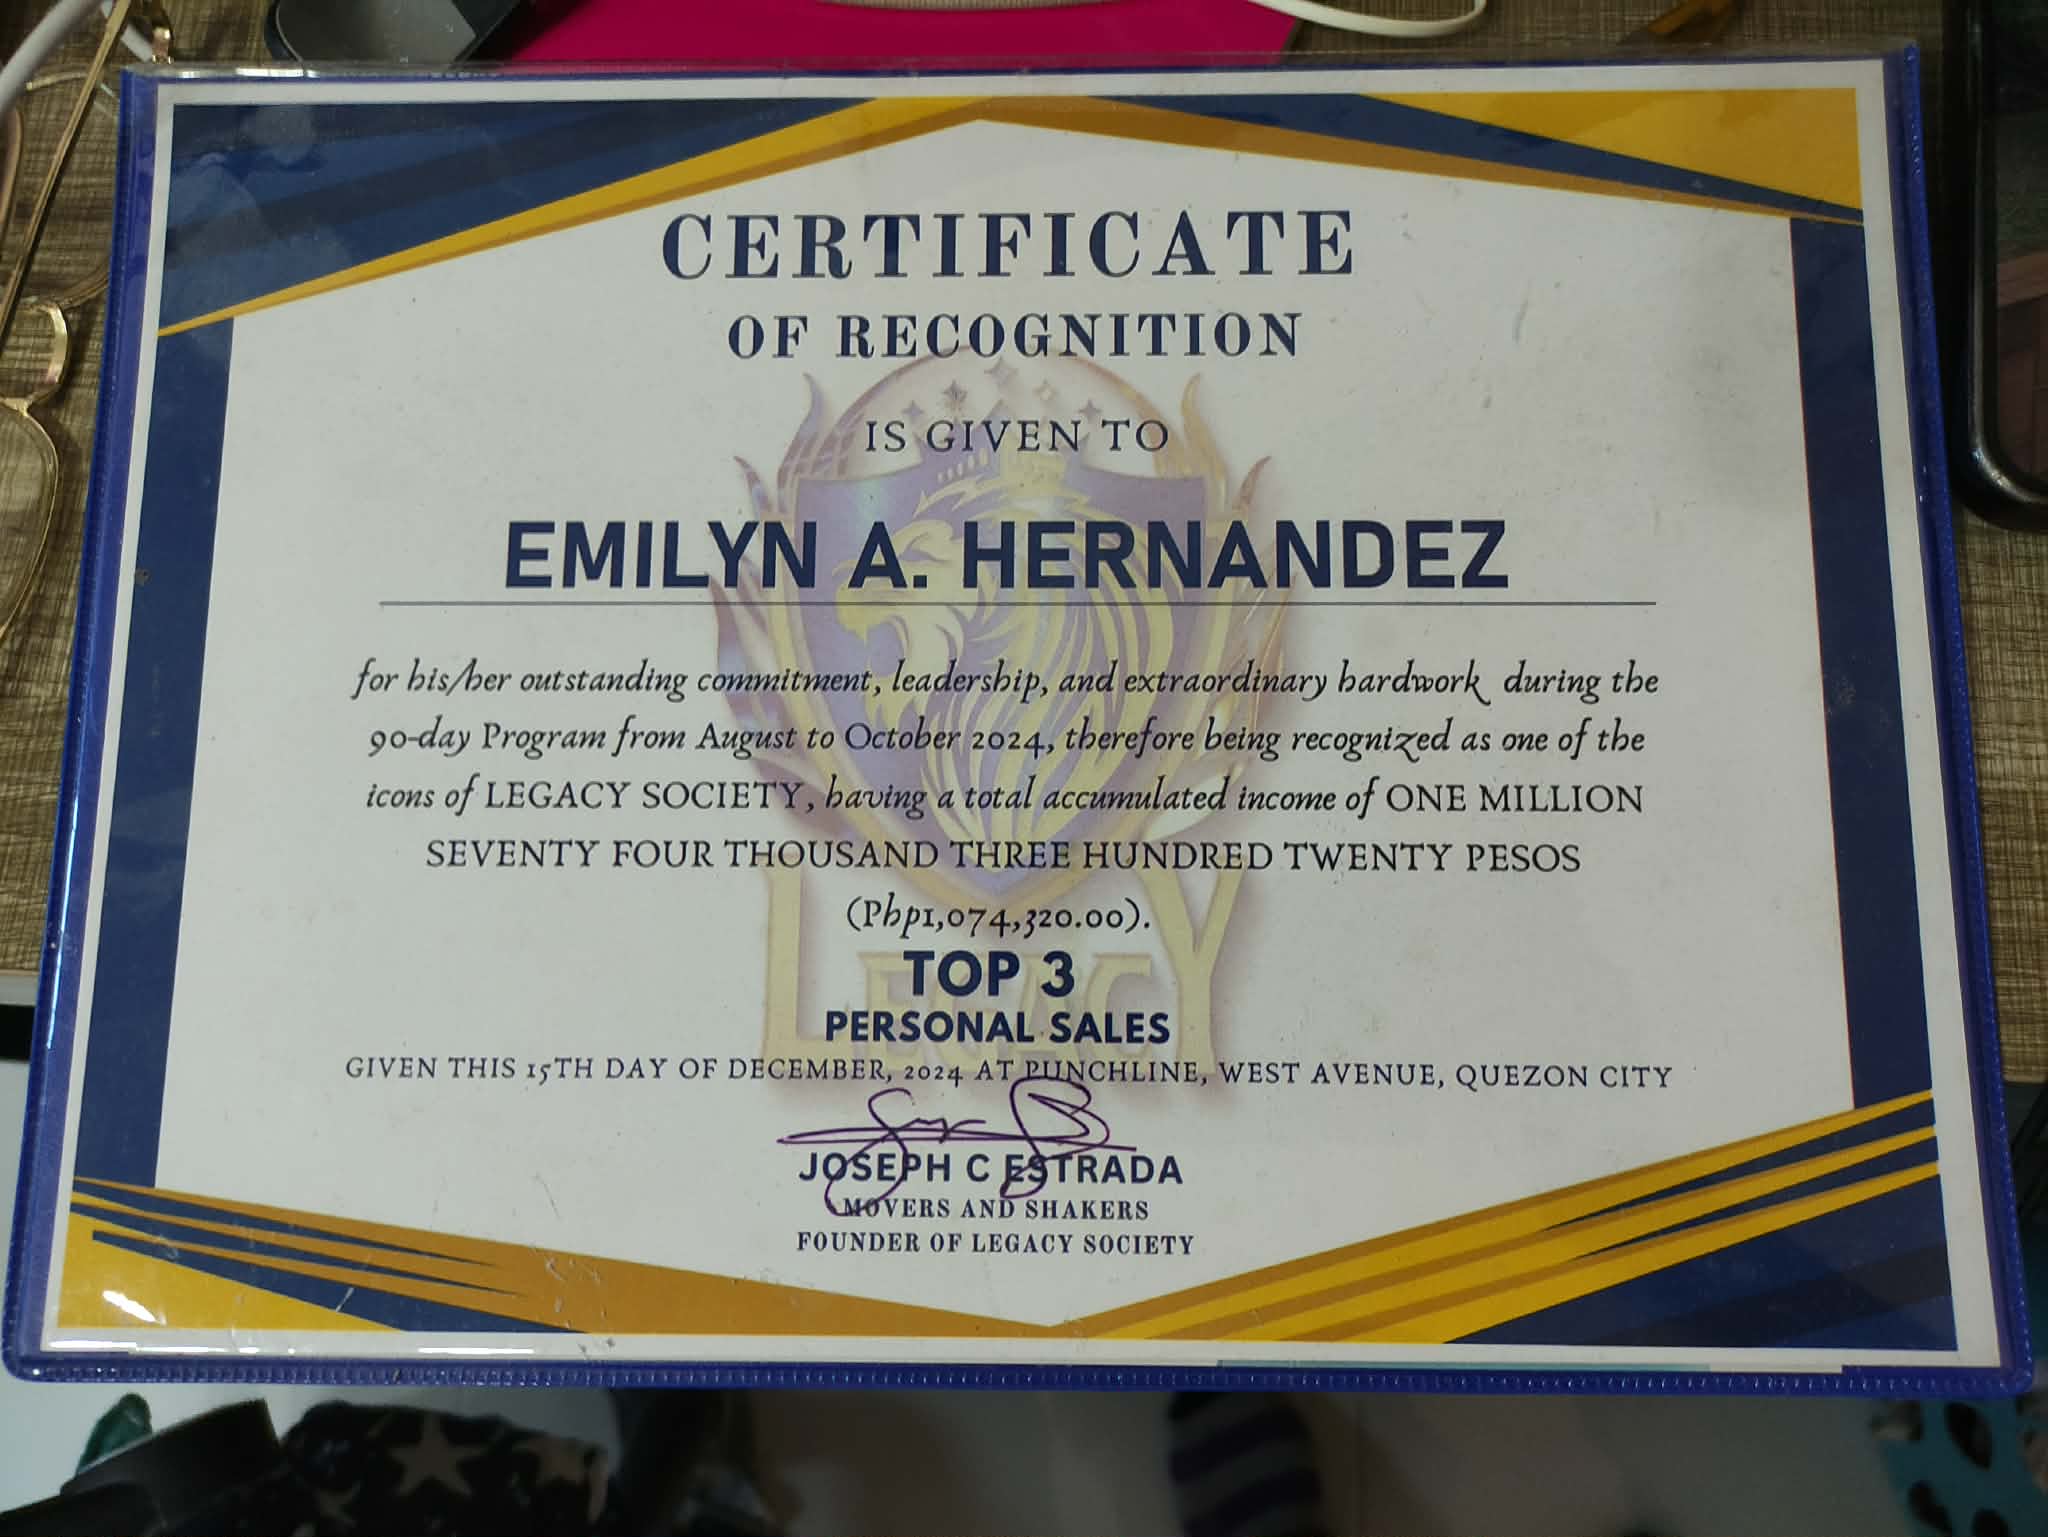 CERTIFICATE
OF RECOGNITION
IS GIVEN TO
EMILYN A. HERNANDEZ
for his/her outstanding commitment, leadership, and extraordinary hardwork during the
90-day Program from August to October 2024, therefore being recognized as one of the
icons of LEGACY SOCIETY, having a total accumulated income of ONE MILLION
SEVENTY FOUR THOUSAND THREE HUNDRED TWENTY PESOS
(Php1,074,320.00).
LEGACY
TOP 3
PERSONAL SALES
GIVEN THIS 15TH DAY OF DECEMBER, 2024 AT PUNCHLINE, WEST AVENUE, QUEZON CITY
JOSEPH C ESTRADA
MOVERS AND SHAKERS
FOUNDER OF LEGACY SOCIETY